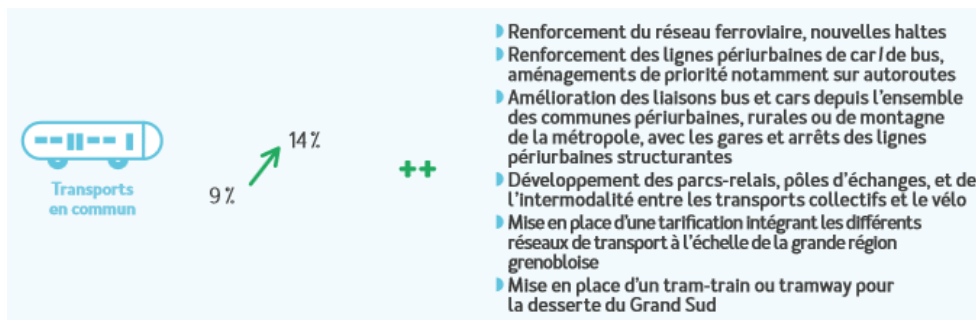 Transports
en commun
9 %
14 %
++
Renforcement du réseau ferroviaire, nouvelles haltes
Renforcement des lignes périurbaines de car/de bus,
aménagements de priorité notamment sur autoroutes
Amélioration des liaisons bus et cars depuis l'ensemble
des communes périurbaines, rurales ou de montagne
de la métropole, avec les gares et arrêts des lignes
périurbaines structurantes
Développement des parcs-relais, pôles d'échanges, et de
l'intermodalité entre les transports collectifs et le vélo
Mise en place d'une tarification intégrant les différents
réseaux de transport à l'échelle de la grande région
grenobloise
Mise en place d'un tram-train ou tramway pour
la desserte du Grand Sud